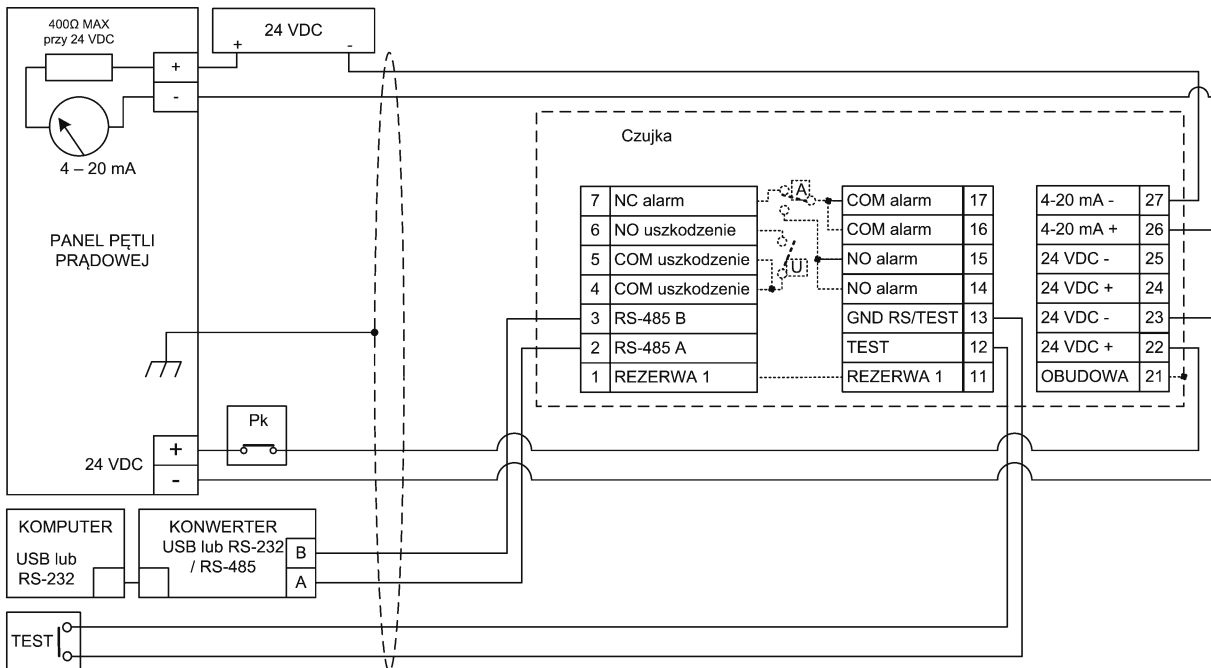 400Ω MAX
przy 24 VDC
+
-
4 – 20 mA
PANEL PĘTLI
PRĄDOWEJ
24 VDC
+ -
Czujka
7 NC alarm
6 NO uszkodzenie
5 COM uszkodzenie
4 COM uszkodzenie
3 RS-485 B
2 RS-485 A
1 REZERWA 1
A
U
COM alarm 17
COM alarm 16
NO alarm 15
NO alarm 14
GND RS/TEST 13
TEST 12
REZERWA 1 11
4-20 mA - 27
4-20 mA + 26
24 VDC - 25
24 VDC + 24
24 VDC - 23
24 VDC + 22
OBUDOWA 21
Pk
24 VDC
+
-
KOMPUTER
USB lub
RS-232
KONWERTER
USB lub RS-232
/ RS-485
B
A
TEST